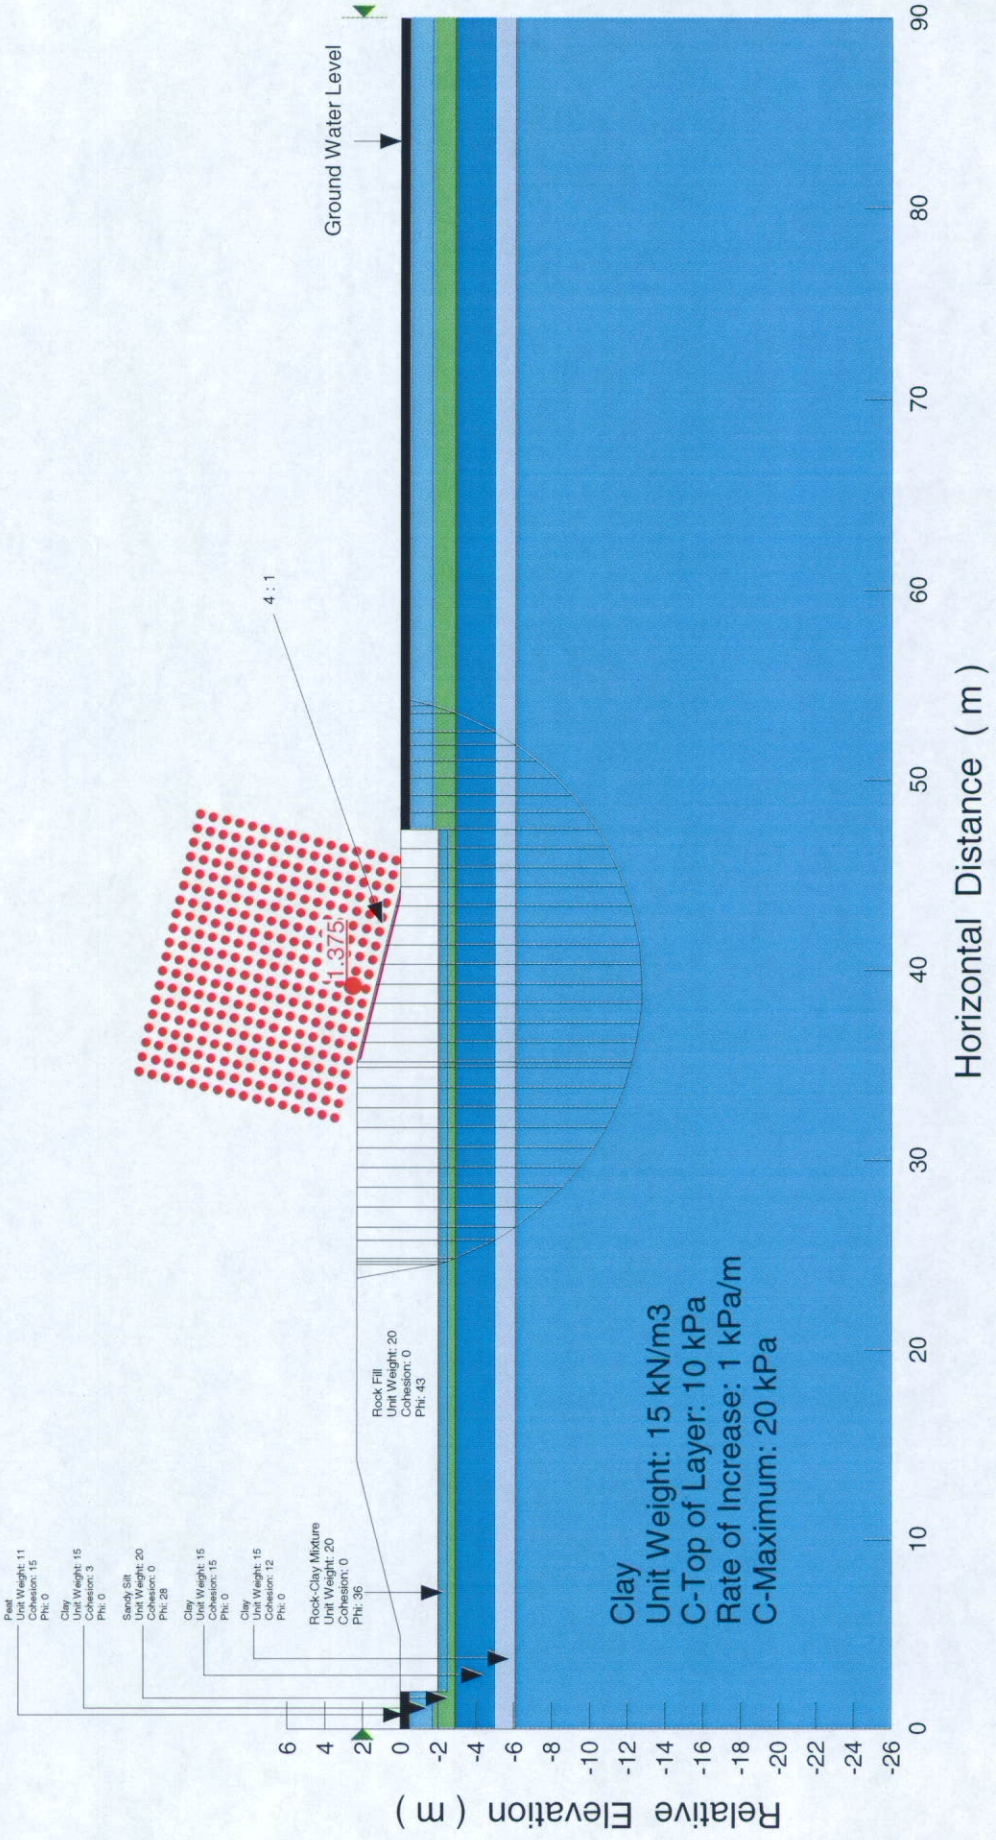 Peat
Unit Weight: 11
Cohesion: 15
Phi: 0
Clay
Unit Weight: 15
Cohesion: 3
Phi: 0
Sandy Silt
Unit Weight: 20
Cohesion: 0
Phi: 28
Clay
Unit Weight: 15
Cohesion: 15
Phi: 0
Clay
Unit Weight: 15
Cohesion: 12
Phi: 0
Rock-Clay Mixture
Unit Weight: 20
Cohesion: 0
Phi: 36
Rock Fill
Unit Weight: 20
Cohesion: 0
Phi: 43
1.375
4 : 1
Ground Water Level
Clay
Unit Weight: 15 kN/m3
C-Top of Layer: 10 kPa
Rate of Increase: 1 kPa/m
C-Maximum: 20 kPa
Relative Elevation ( m )
6
4
2
0
-2
-4
-6
-8
-10
-12
-14
-16
-18
-20
-22
-24
-26
0 10 20 30 40 50 60 70 80 90
Horizontal Distance ( m )